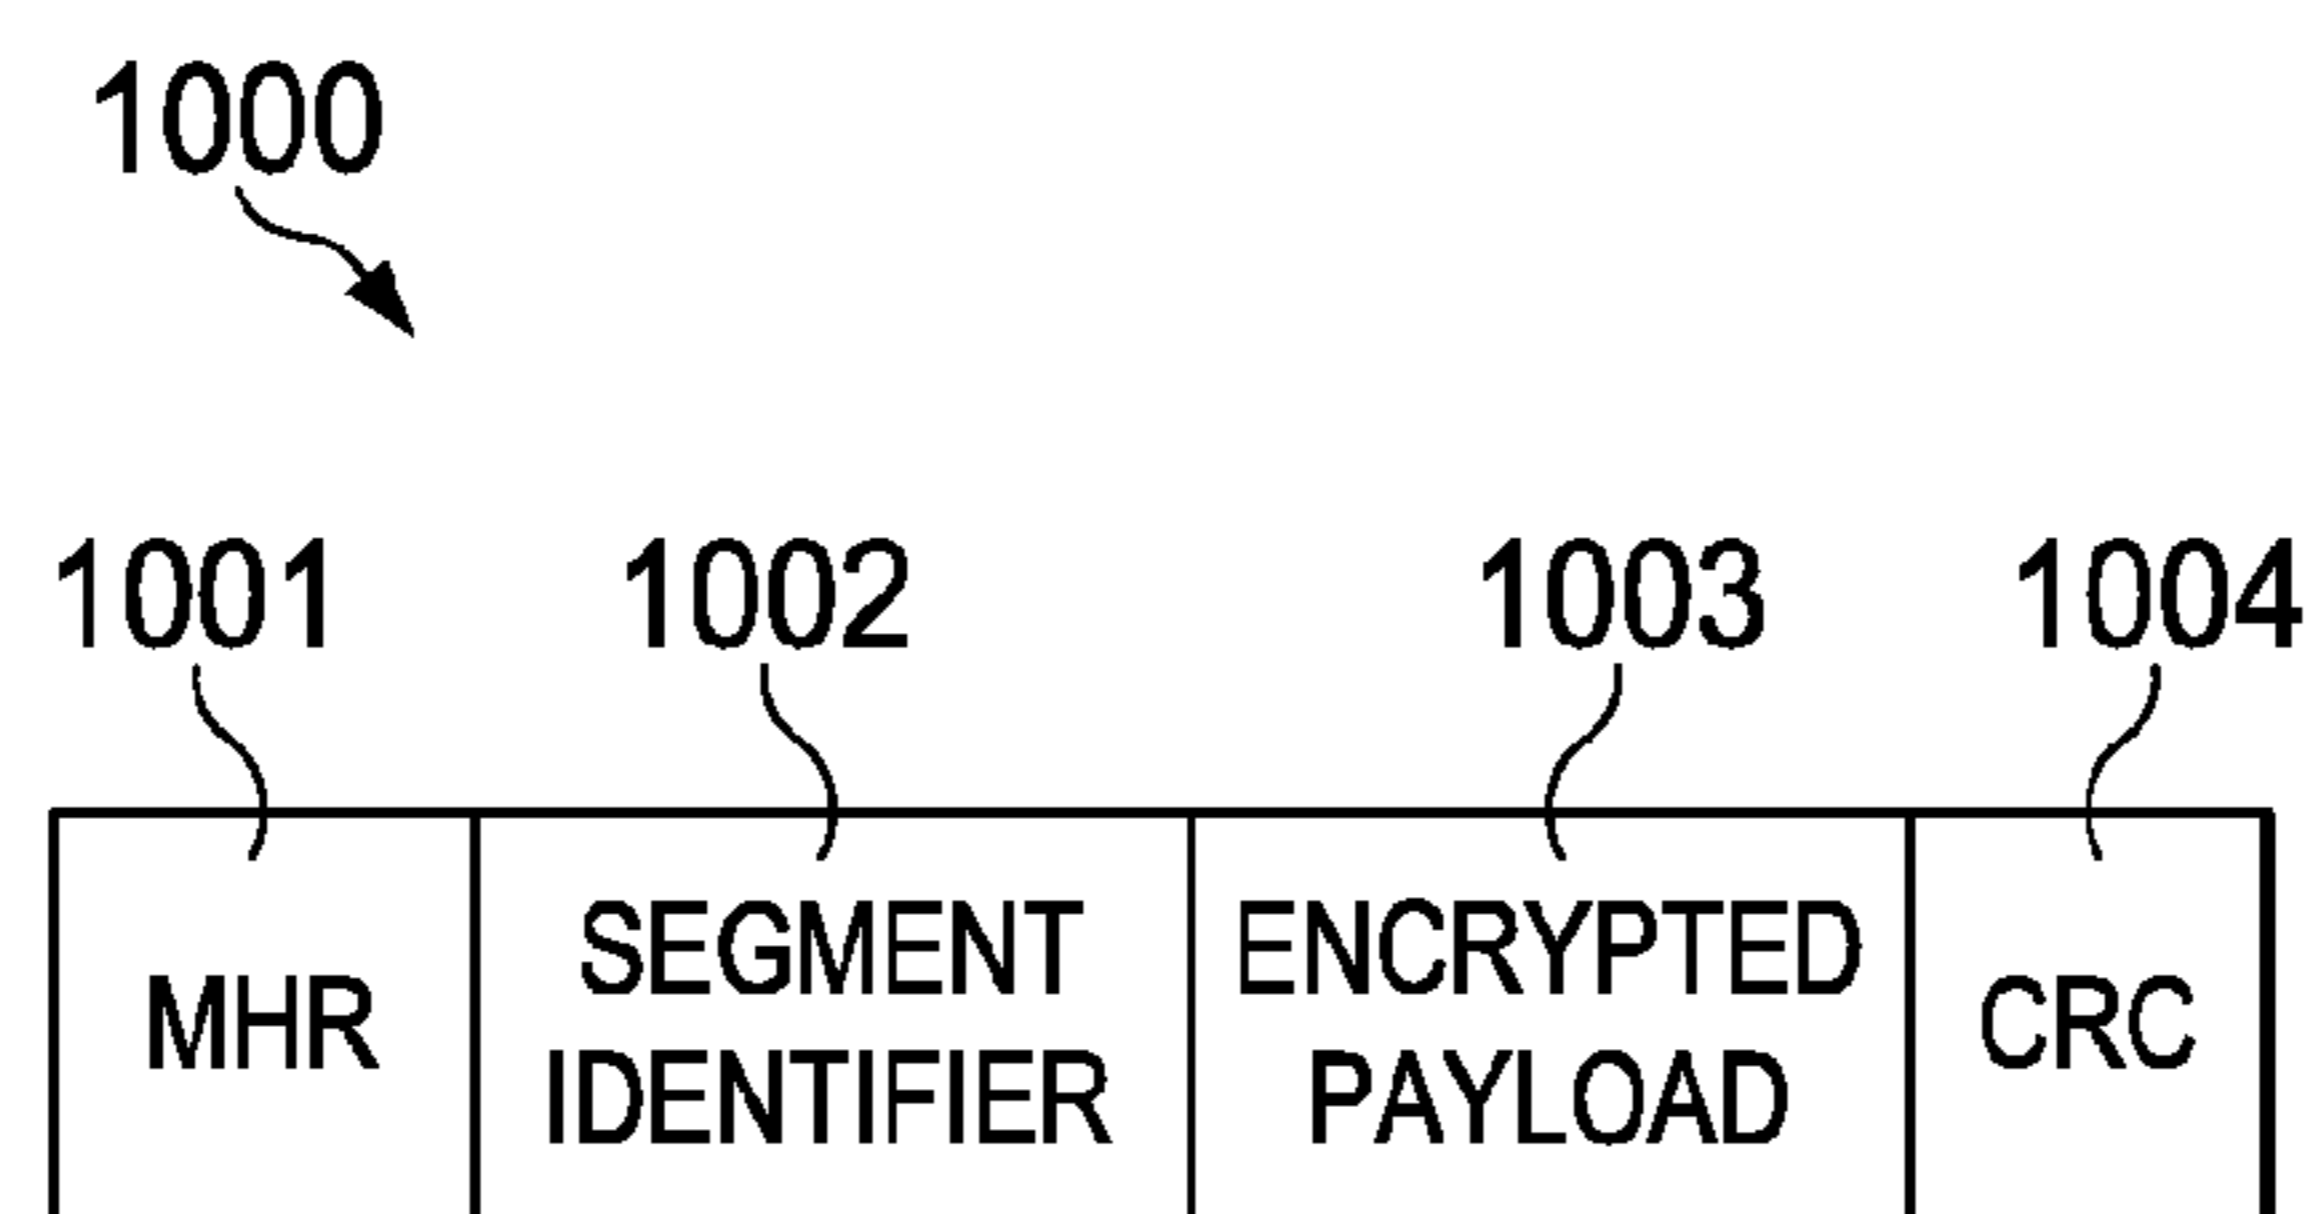 1000
1001 1002 1003 1004
MHR
SEGMENT
IDENTIFIER
ENCRYPTED
PAYLOAD
CRC